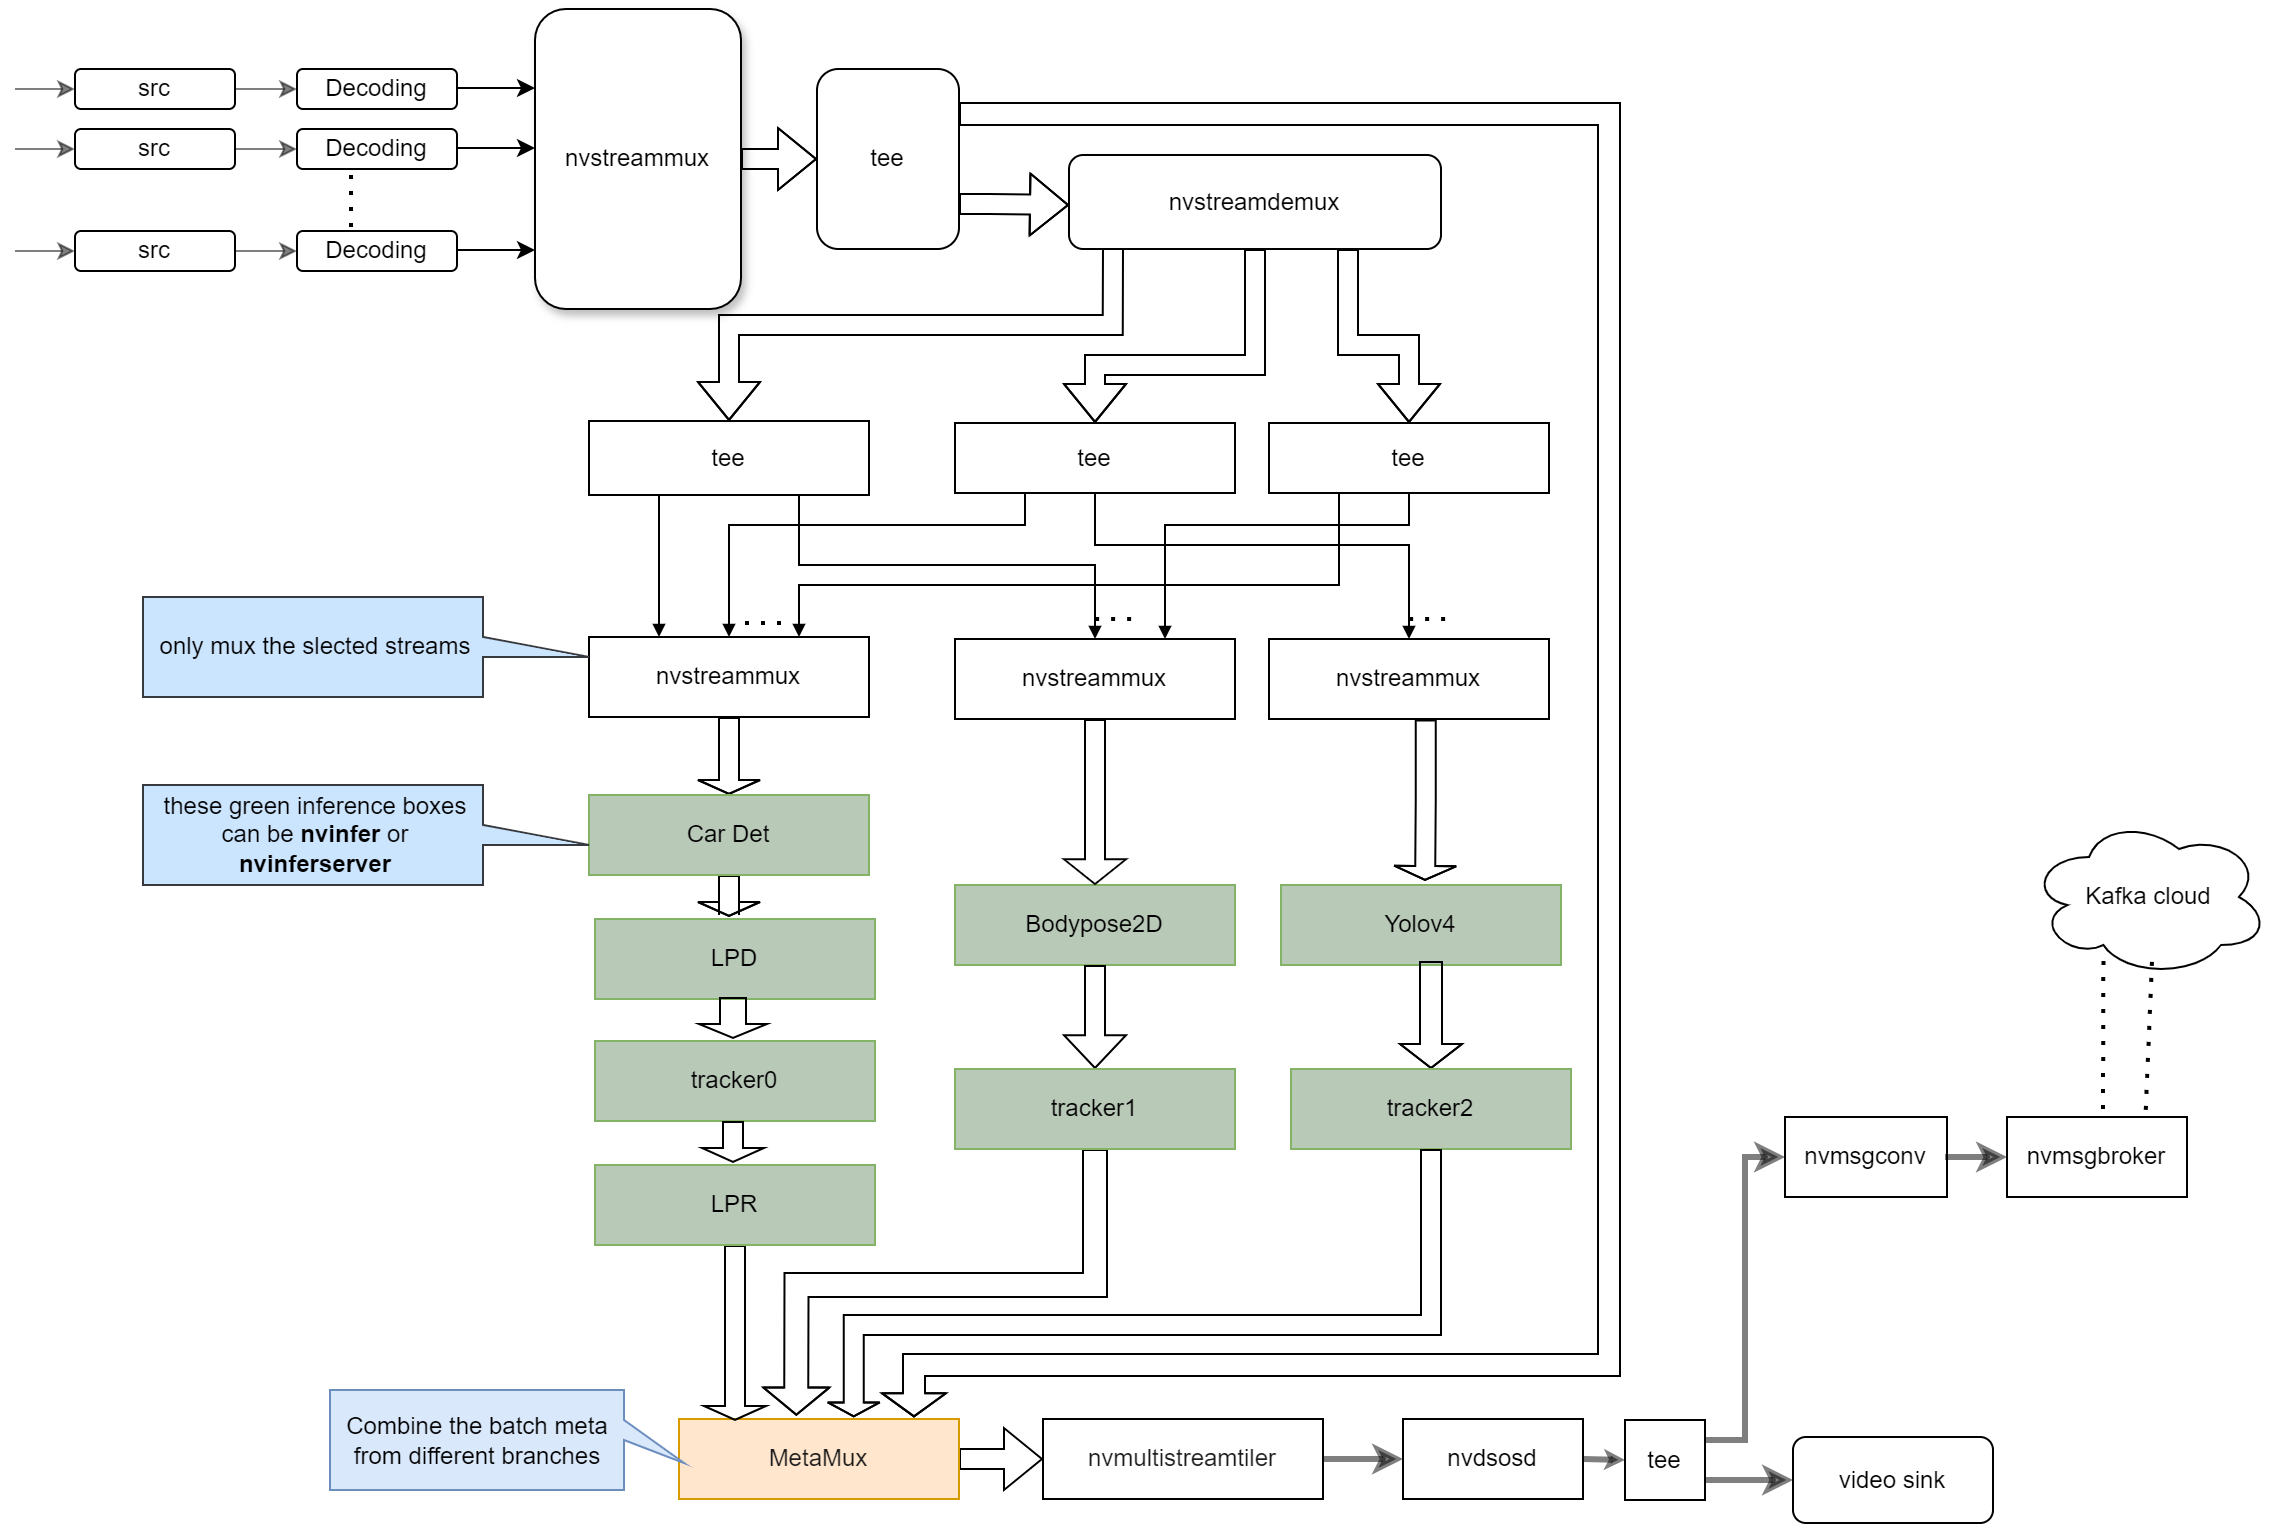 src
Decoding
src
Decoding
src
Decoding
nvstreammux
tee
nvstreamdemux
tee
tee
tee
only mux the slected streams
nvstreammux
nvstreammux
nvstreammux
these green inference boxes
can be nvinfer or
nvinferserver
Car Det
LPD
tracker0
LPR
Bodypose2D
tracker1
Yolov4
tracker2
Kafka cloud
nvmsgconv
nvmsgbroker
Combine the batch meta
from different branches
MetaMux
nvmultistreamtiler
nvdsosd
tee
video sink